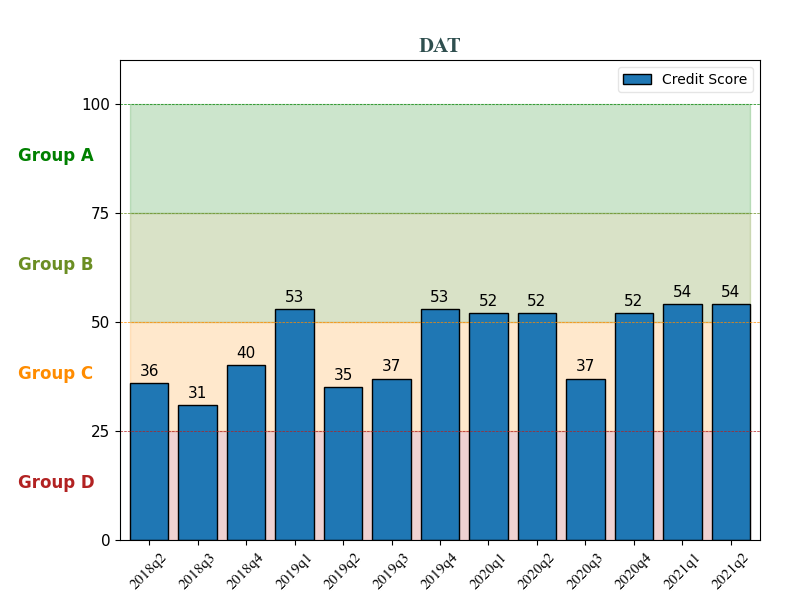 DAT
Credit Score
100
Group A
75
Group B
53
53
52
52
52
54
54
50
40
Group C
36
31
35
37
37
25
Group D
0
2018q2
2018q3
2018q4
2019q1
2019q2
2019q3
2019q4
2020q1
2020q2
2020q3
2020q4
2021q1
2021q2